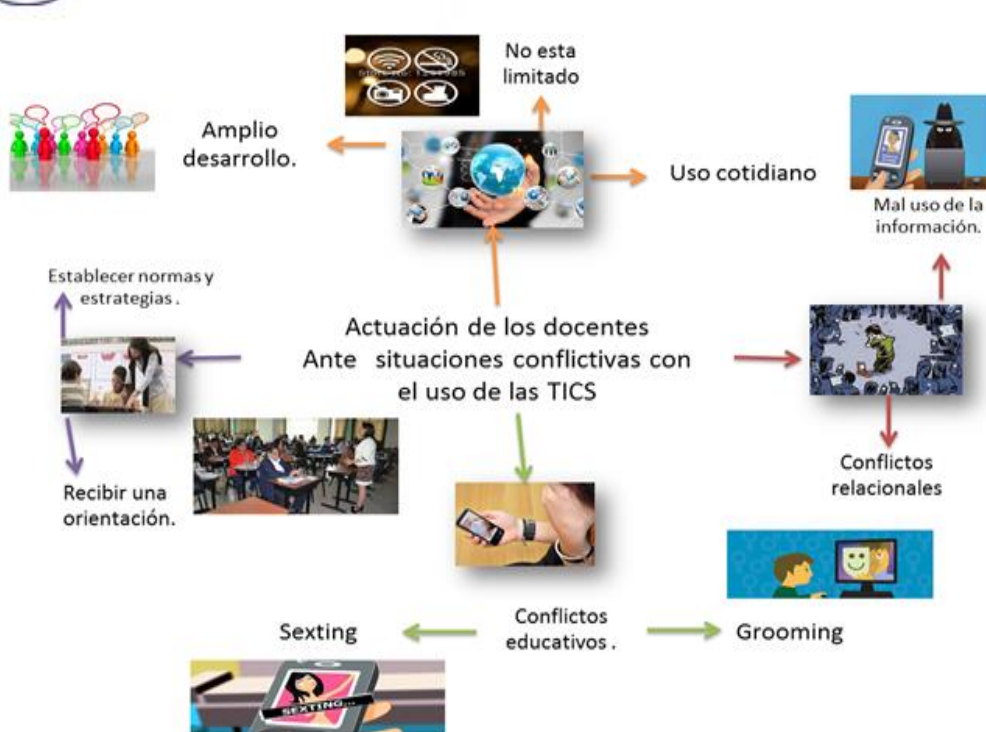 No esta
limitado
Amplio
desarrollo.
Uso cotidiano
Mal uso de la
información.
Establecer normas y
estrategias .
Actuación de los docentes
Ante situaciones conflictivas con
el uso de las TICS
Conflictos
relacionales
Recibir una
orientación.
Conflictos
educativos .
Sexting
Grooming
SEXTING...